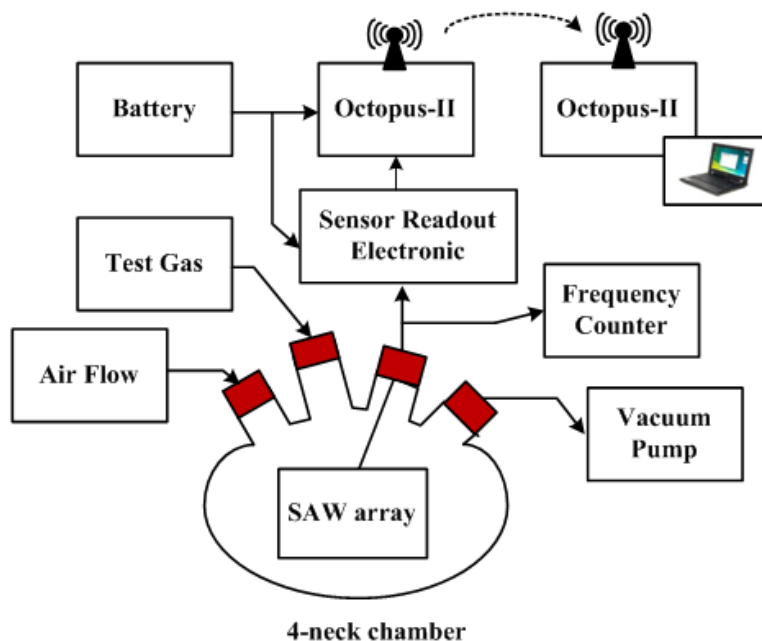 Battery
Octopus-II
Octopus-II
Sensor Readout
Electronic
Test Gas
Frequency
Counter
Air Flow
Vacuum
Pump
SAW array
4-neck chamber